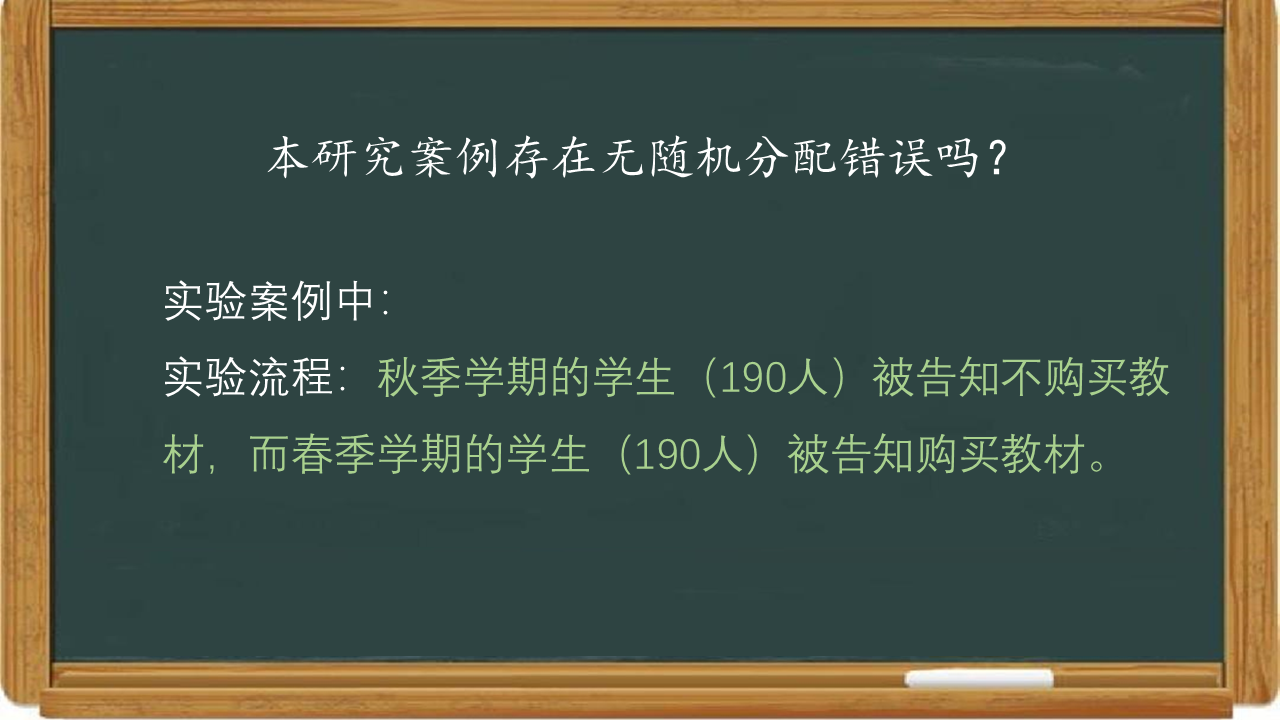 本研究案例存在无随机分配错误吗？
实验案例中：
实验流程：秋季学期的学生（190人）被告知不购买教
材，而春季学期的学生（190人）被告知购买教材。